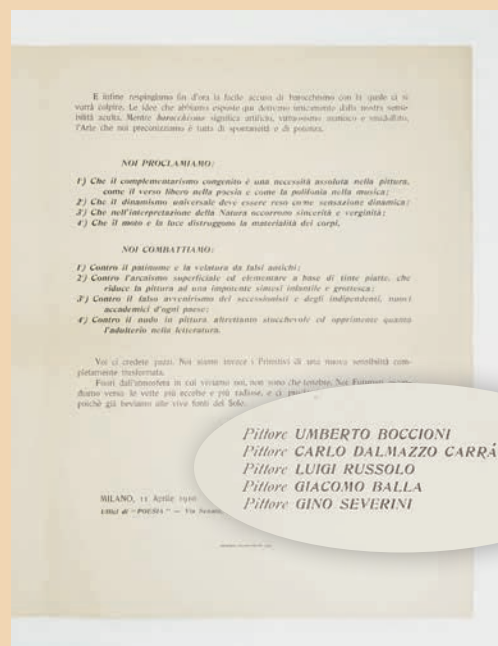 E infine respingiamo fin d'ora la facile accusa di barocchismo con la quale ci si
vorrà colpire. Le idee che abbiamo esposte qui derivano unicamente dalla nostra sensi-
bilità acuita. Mentre barocchismo significa artificio, virtuosismo maniaco e smidollato,
l'Arte che noi preconizziamo è tutta di spontaneità e di potenza.
NOI PROCLAMIAMO:
1°) Che il complementarismo congenito è una necessità assoluta nella pittura,
come il verso libero nella poesia e come la polifonia nella musica;
2°) Che il dinamismo universale deve essere reso come sensazione dinamica;
3°) Che nell'interpretazione della Natura occorrono sincerità e verginità;
4°) Che il moto e la luce distruggono la materialità dei corpi.
NOI COMBATTIAMO:
1°) Contro il patinume e la velatura da falsi antichi;
2°) Contro l'arcaismo superficiale ed elementare a base di tinte piatte, che
riduce la pittura ad una impotente sintesi infantile e grottesca;
3°) Contro il falso avvenirismo dei secessionisti e degli indipendenti, nuovi
accademici d'ogni paese;
4°) Contro il nudo in pittura altrettanto stucchevole ed opprimente quanto
l'adulterio nella letteratura.
Voi ci credete pazzi. Noi siamo invece i Primitivi di una nuova sensibilità com-
pletamente trasformata.
Fuori dall'atmosfera in cui viviamo noi, non sono che tenebre. Noi Futuristi
verso le vette più eccelse e più radiose, e ci
poichè già beviamo alle vive fonti del Sole.
Pittore UMBERTO BOCCIONI
Pittore CARLO DALMAZZO CARRÁ
Pittore LUIGI RUSSOLO
Pittore GIACOMO BALLA
Pittore GINO SEVERINI
MILANO, 11 Aprile 1910
Uffici di "POESIA" — Via